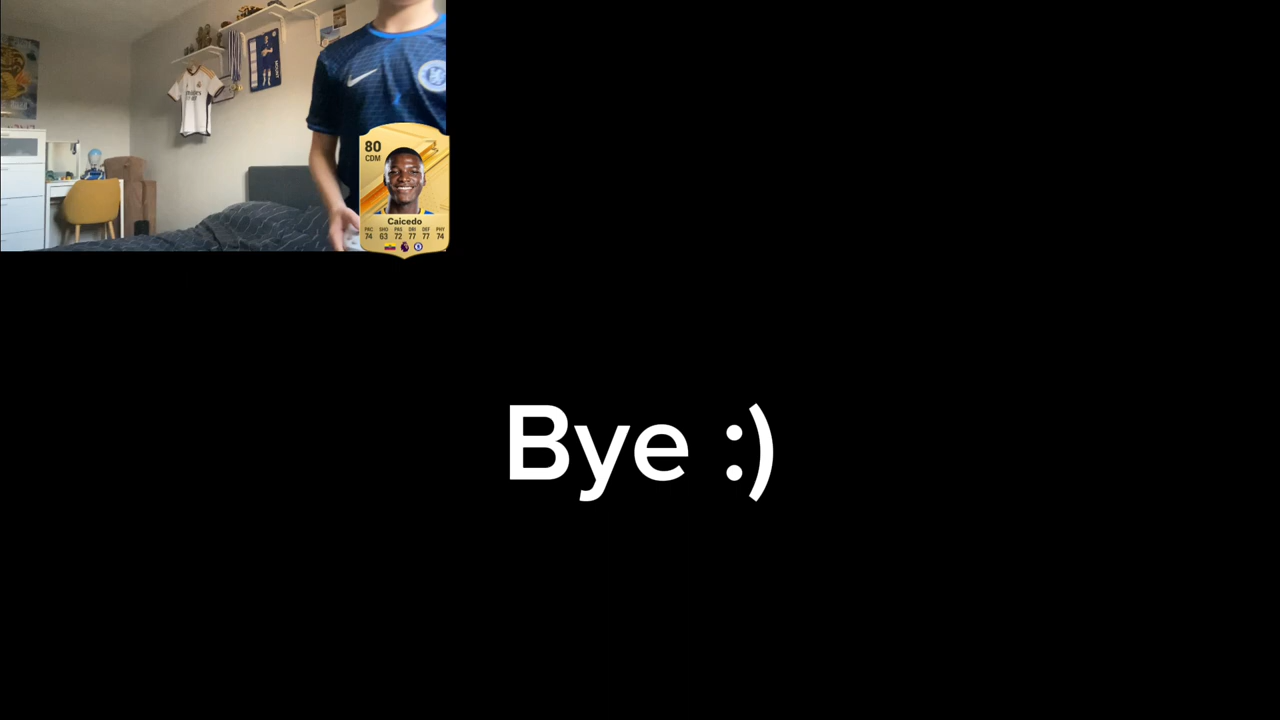 80
CDM
Caicedo
PAC SHO PAS DRI DEF PHY
74 63 72 77 77 74
Bye :)